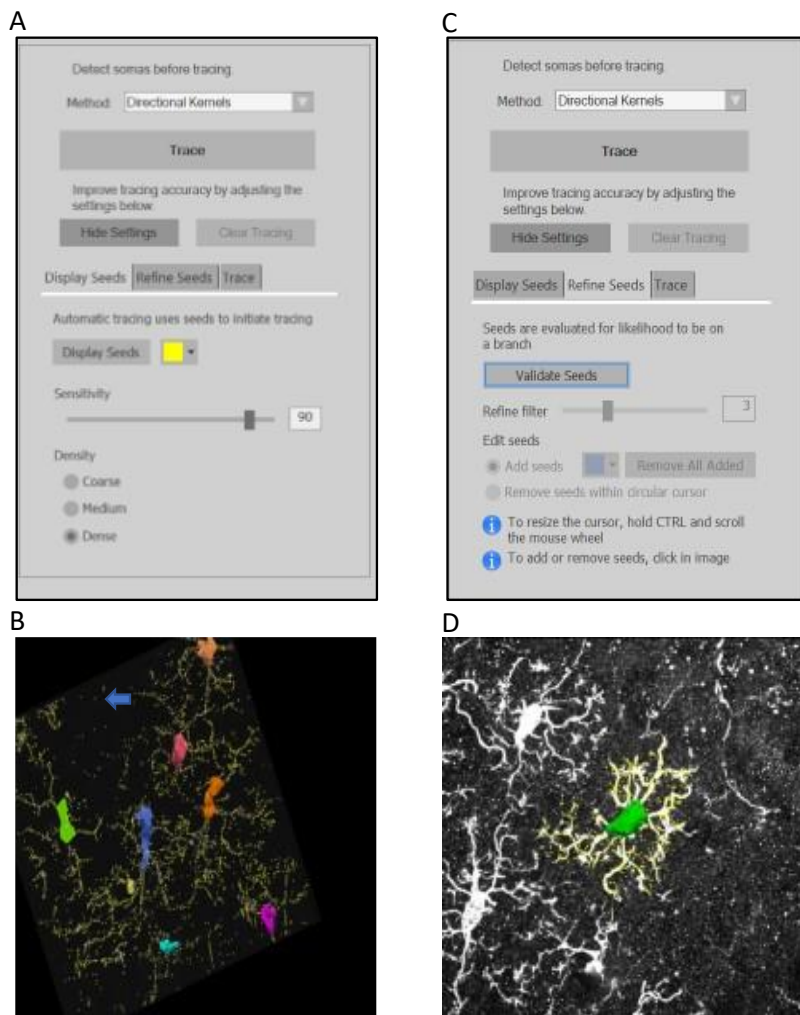 A
Detect somas before tracing.
Method: Directional Kernels
Trace
Improve tracing accuracy by adjusting the
settings below.
Hide Settings Clear Tracing
Display Seeds Refine Seeds Trace
Automatic tracing uses seeds to initiate tracing
Display Seeds
Sensitivity
90
Density
Coarse
Medium
Dense
C
Detect somas before tracing.
Method: Directional Kernels
Trace
Improve tracing accuracy by adjusting the
settings below.
Hide Settings Clear Tracing
Display Seeds Refine Seeds Trace
Seeds are evaluated for likelihood to be on
a branch
Validate Seeds
Refine filter 3
Edit seeds
Add seeds Remove All Added
Remove seeds within circular cursor
To resize the cursor, hold CTRL and scroll
the mouse wheel
To add or remove seeds, click in image
B
D